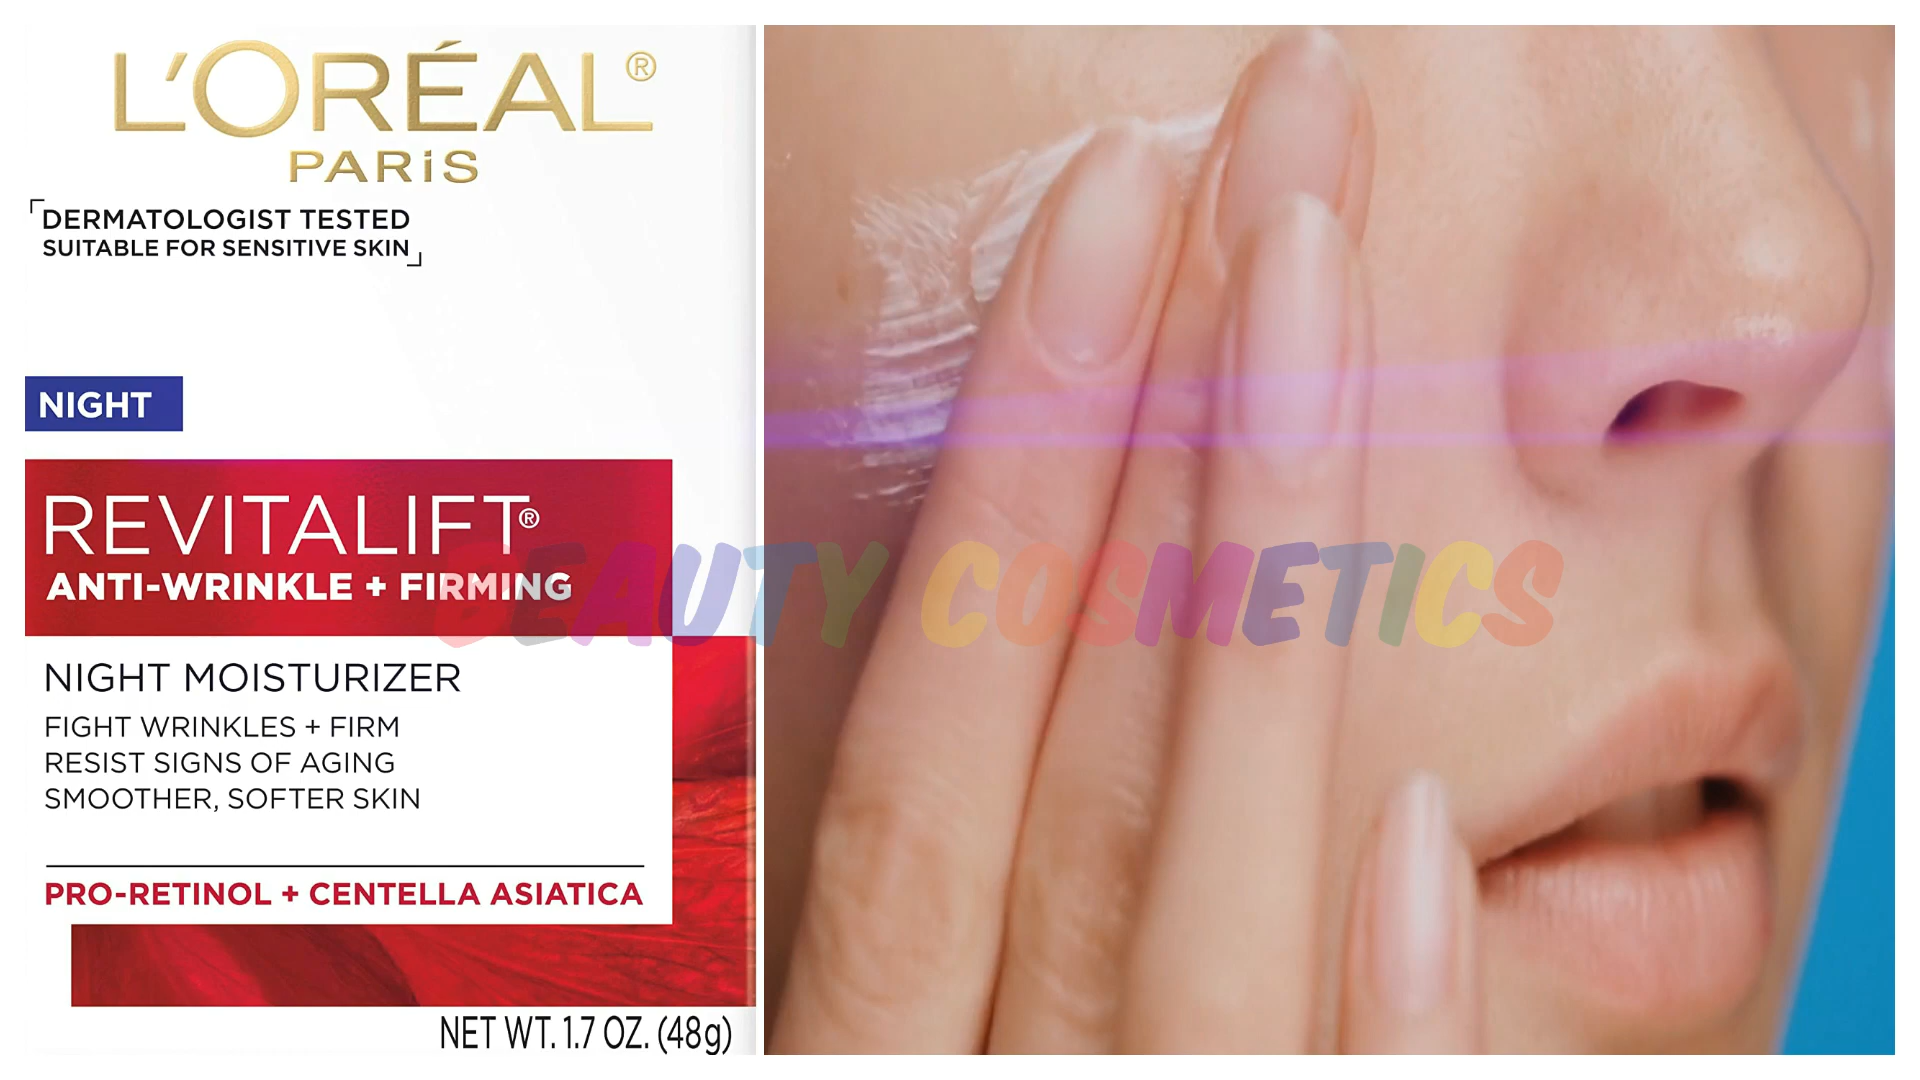 L'ORÉAL®
PARiS
DERMATOLOGIST TESTED
SUITABLE FOR SENSITIVE SKIN
NIGHT
REVITALIFT®
ANTI-WRINKLE + FIRMING
BEAUTY COSMETICS
NIGHT MOISTURIZER
FIGHT WRINKLES + FIRM
RESIST SIGNS OF AGING
SMOOTHER, SOFTER SKIN
PRO-RETINOL + CENTELLA ASIATICA
NET WT. 1.7 OZ. (48g)